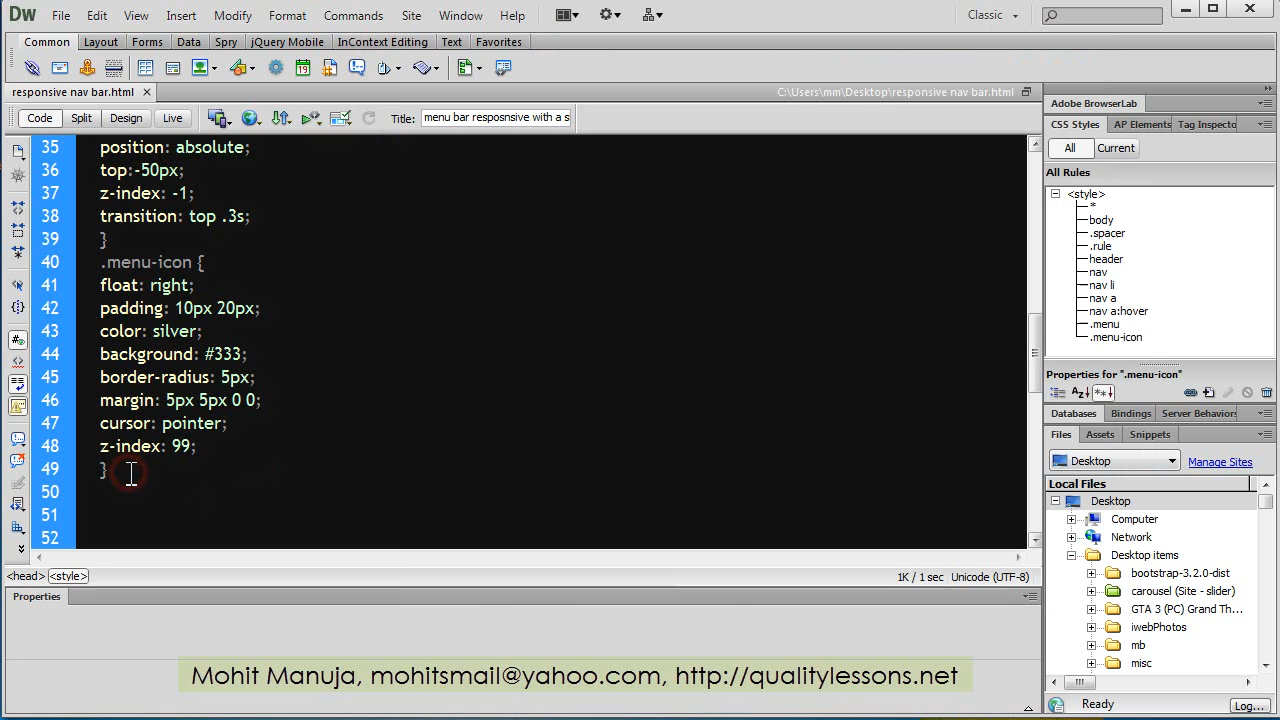 Dw File Edit View Insert Modify Format Commands Site Window Help Classic
Common Layout Forms Data Spry jQuery Mobile InContext Editing Text Favorites
responsive nav bar.html
C:\Users\mm\Desktop\responsive nav bar.html
Code Split Design Live Title: menu bar resposnsive with a s
35 position: absolute;
36 top:-50px;
37 z-index: -1;
38 transition: top .3s;
39 }
40 .menu-icon {
41 float: right;
42 padding: 10px 20px;
43 color: silver;
44 background: #333;
45 border-radius: 5px;
46 margin: 5px 5px 0 0;
47 cursor: pointer;
48 z-index: 99;
49 }
50
51
52
<head> <style>
1K / 1 sec Unicode (UTF-8)
Properties
Adobe BrowserLab
CSS Styles AP Elements Tag Inspecto
All Current
All Rules
<style>
*
body
.spacer
.rule
header
nav
nav li
nav a
nav a:hover
.menu
.menu-icon
Properties for ".menu-icon"
Databases Bindings Server Behaviors
Files Assets Snippets
Desktop Manage Sites
Local Files
Desktop
Computer
Network
Desktop items
bootstrap-3.2.0-dist
carousel (Site - slider)
GTA 3 (PC) Grand Th...
iwebPhotos
mb
misc
Ready Log...
Mohit Manuja, mohitsmail@yahoo.com, http://qualitylessons.net